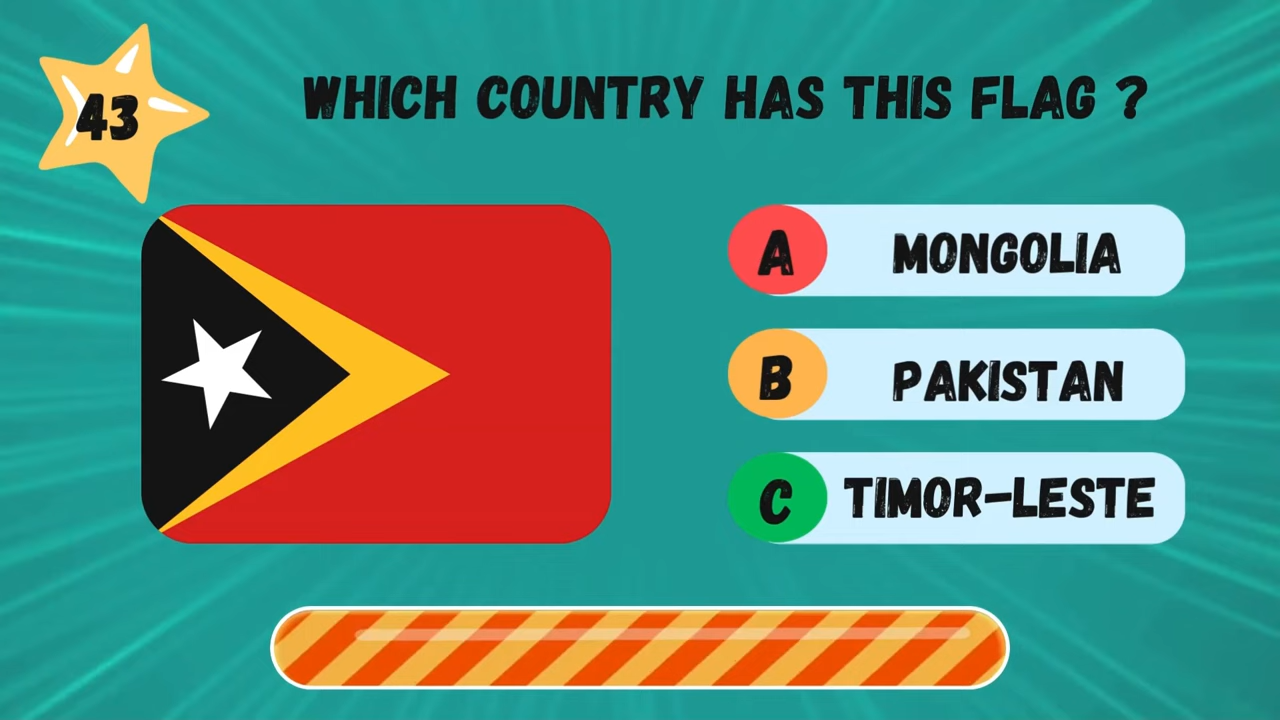 43
WHICH COUNTRY HAS THIS FLAG ?
A MONGOLIA
B PAKISTAN
C TIMOR-LESTE